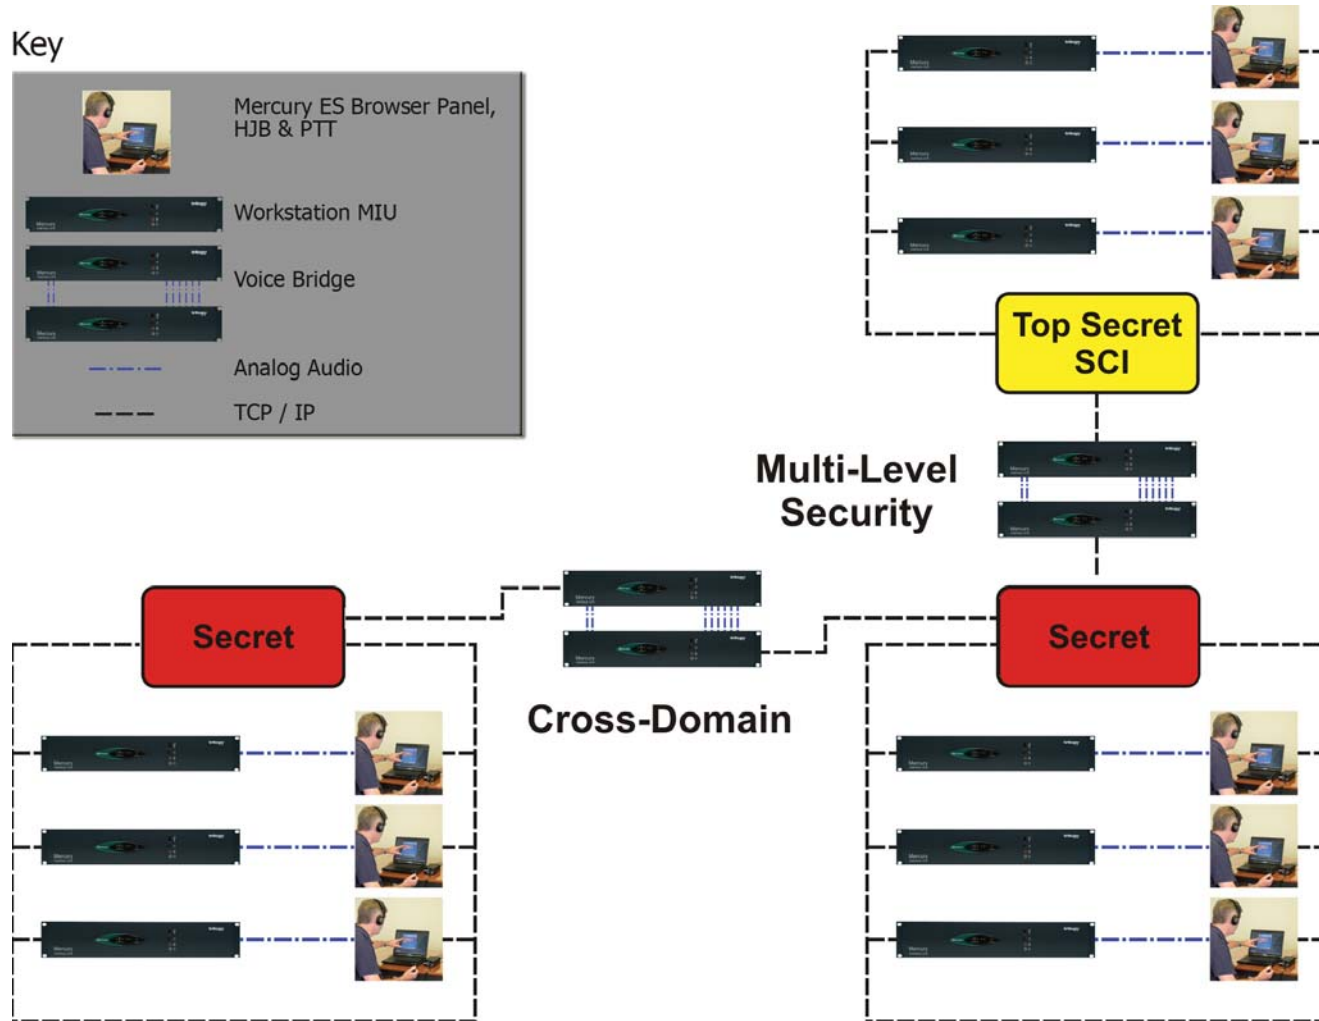 Key
Mercury ES Browser Panel,
HJB & PTT
Workstation MIU
Voice Bridge
Analog Audio
TCP / IP
Top Secret
SCI
Multi-Level
Security
Secret
Secret
Cross-Domain